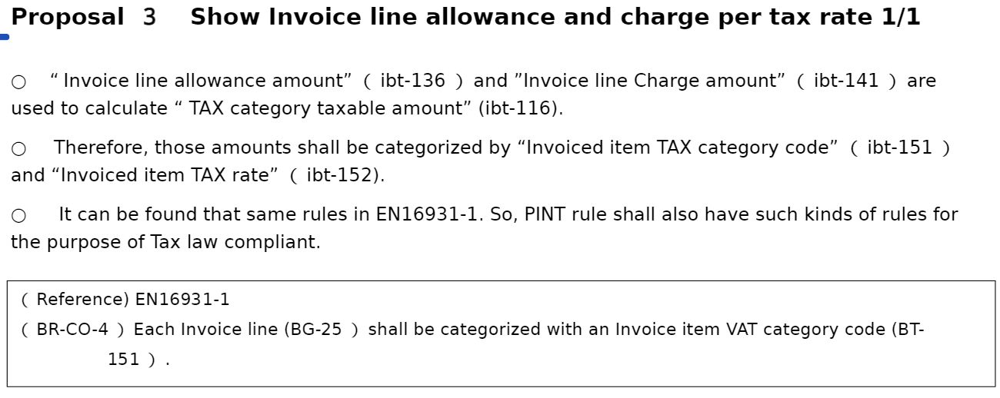 Proposal 3 Show Invoice line allowance and charge per tax rate 1/1
○ “ Invoice line allowance amount” （ ibt-136 ）and ”Invoice line Charge amount” （ ibt-141 ）are
used to calculate “ TAX category taxable amount” (ibt-116).
○ Therefore, those amounts shall be categorized by “Invoiced item TAX category code” （ ibt-151 ）
and “Invoiced item TAX rate” （ ibt-152).
○ It can be found that same rules in EN16931-1. So, PINT rule shall also have such kinds of rules for
the purpose of Tax law compliant.
（ Reference) EN16931-1
（ BR-CO-4 ）Each Invoice line (BG-25 ）shall be categorized with an Invoice item VAT category code (BT-
151 ）.